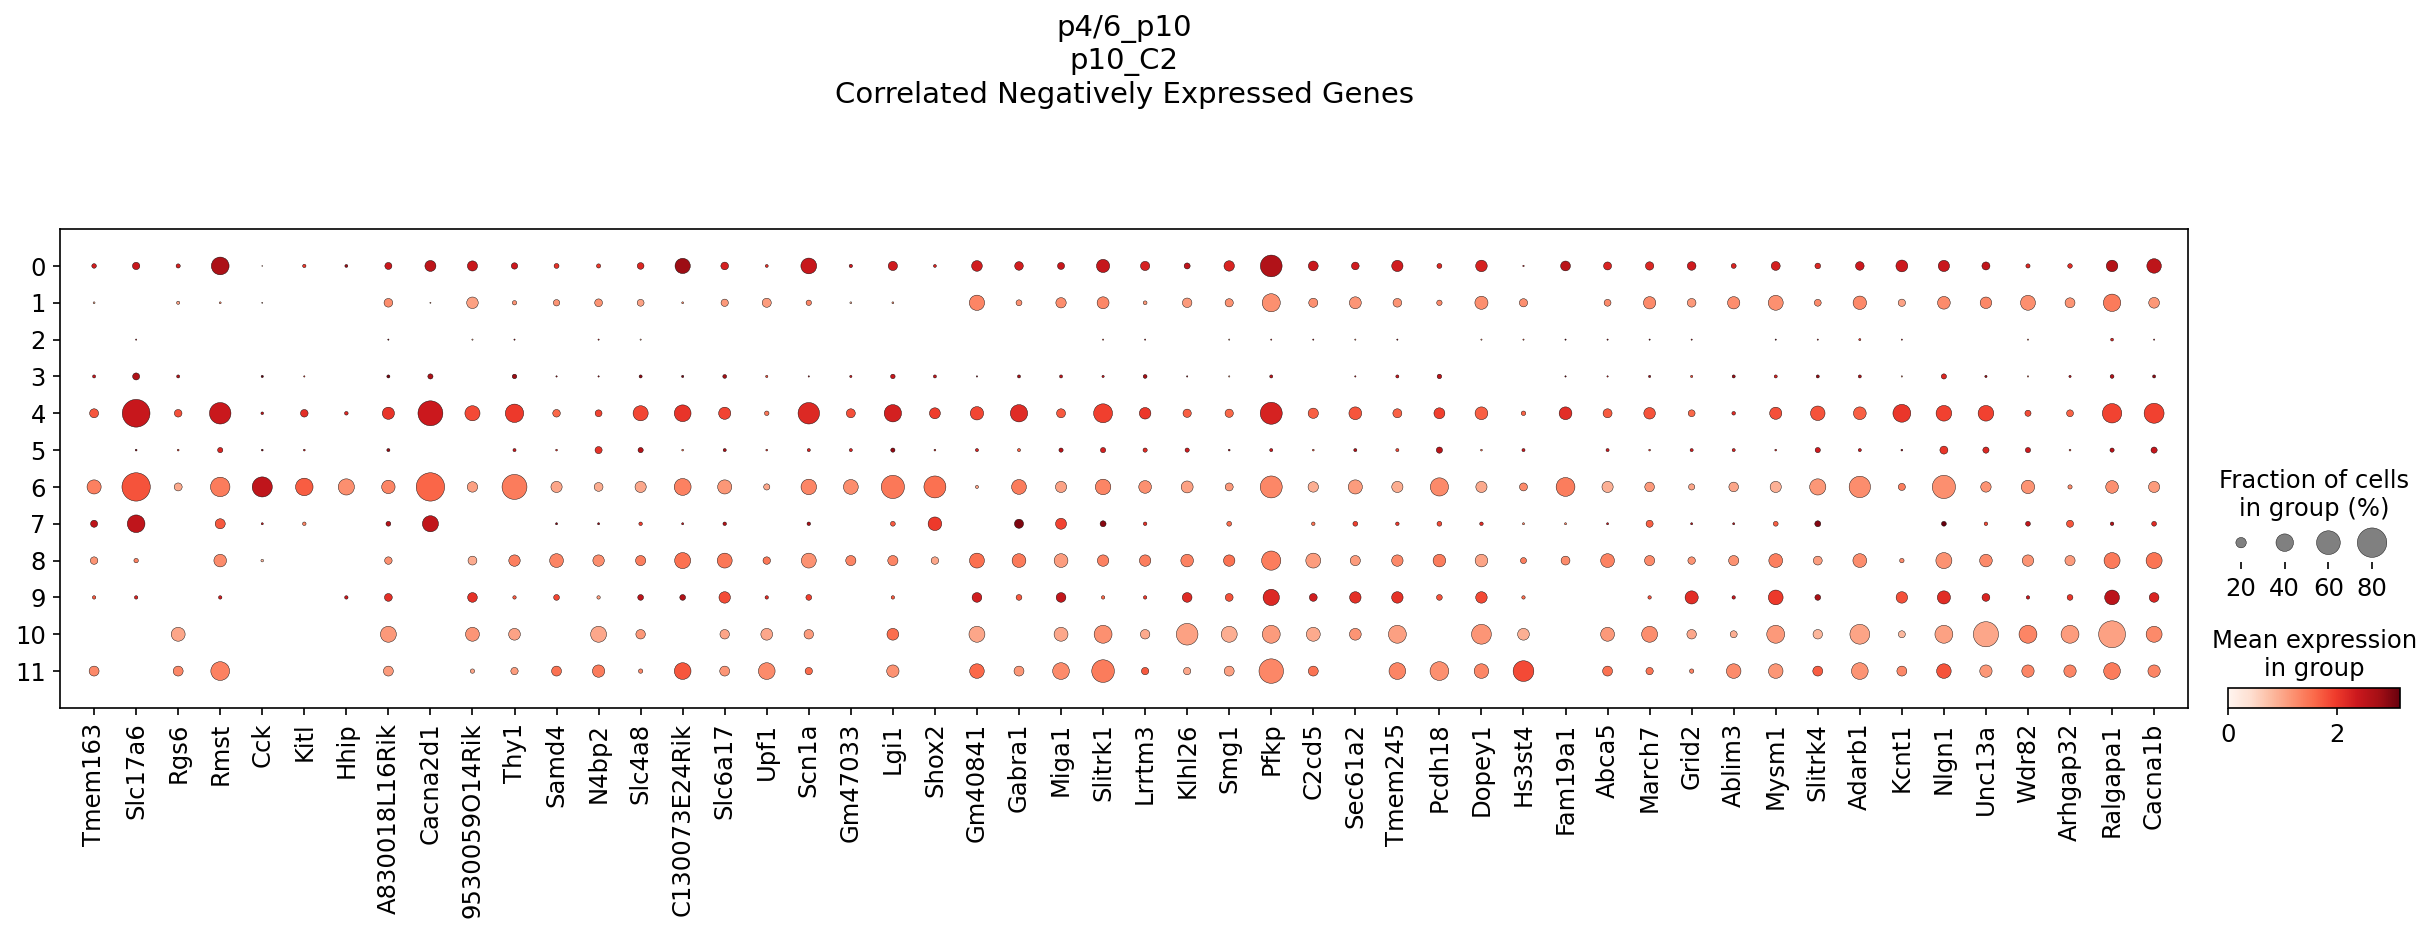 p4/6_p10
p10_C2
Correlated Negatively Expressed Genes
0
1
2
3
4
5
6
7
8
9
10
11
Tmem163
Slc17a6
Rgs6
Rmst
Cck
Kitl
Hhip
A830018L16Rik
Cacna2d1
9530059O14Rik
Thy1
Samd4
N4bp2
Slc4a8
C130073E24Rik
Slc6a17
Upf1
Scn1a
Gm47033
Lgi1
Shox2
Gm40841
Gabra1
Miga1
Slitrk1
Lrrtm3
Klhl26
Smg1
Pfkp
C2cd5
Sec61a2
Tmem245
Pcdh18
Dopey1
Hs3st4
Fam19a1
Abca5
March7
Grid2
Ablim3
Mysm1
Slitrk4
Adarb1
Kcnt1
Nlgn1
Unc13a
Wdr82
Arhgap32
Ralgapa1
Cacna1b
Fraction of cells
in group (%)
20 40 60 80
Mean expression
in group
0 2